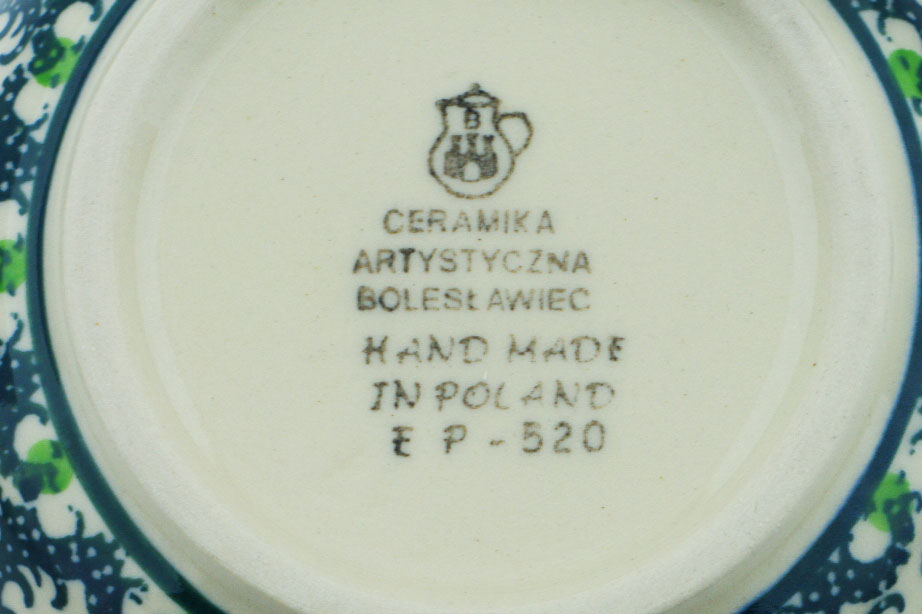 B
CERAMIKA
ARTYSTYCZNA
BOLESŁAWIEC
HAND MADE
IN POLAND
E P - 520